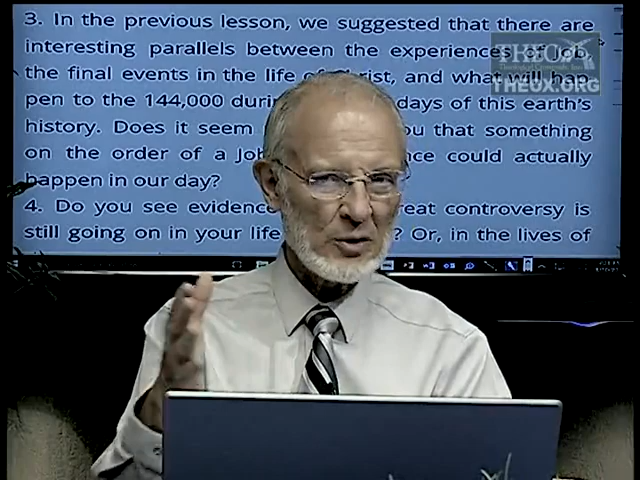 3. In the previous lesson, we suggested that there are
interesting parallels between the experiences of Job,
the final events in the life of Christ, and what will hap
pen to the 144,000 durin days of this earth's
history. Does it seem ou that something
on the order of a Job nce could actually
happen in our day?
4. Do you see evidence reat controversy is
still going on in your life ? Or, in the lives of
THEOX.ORG